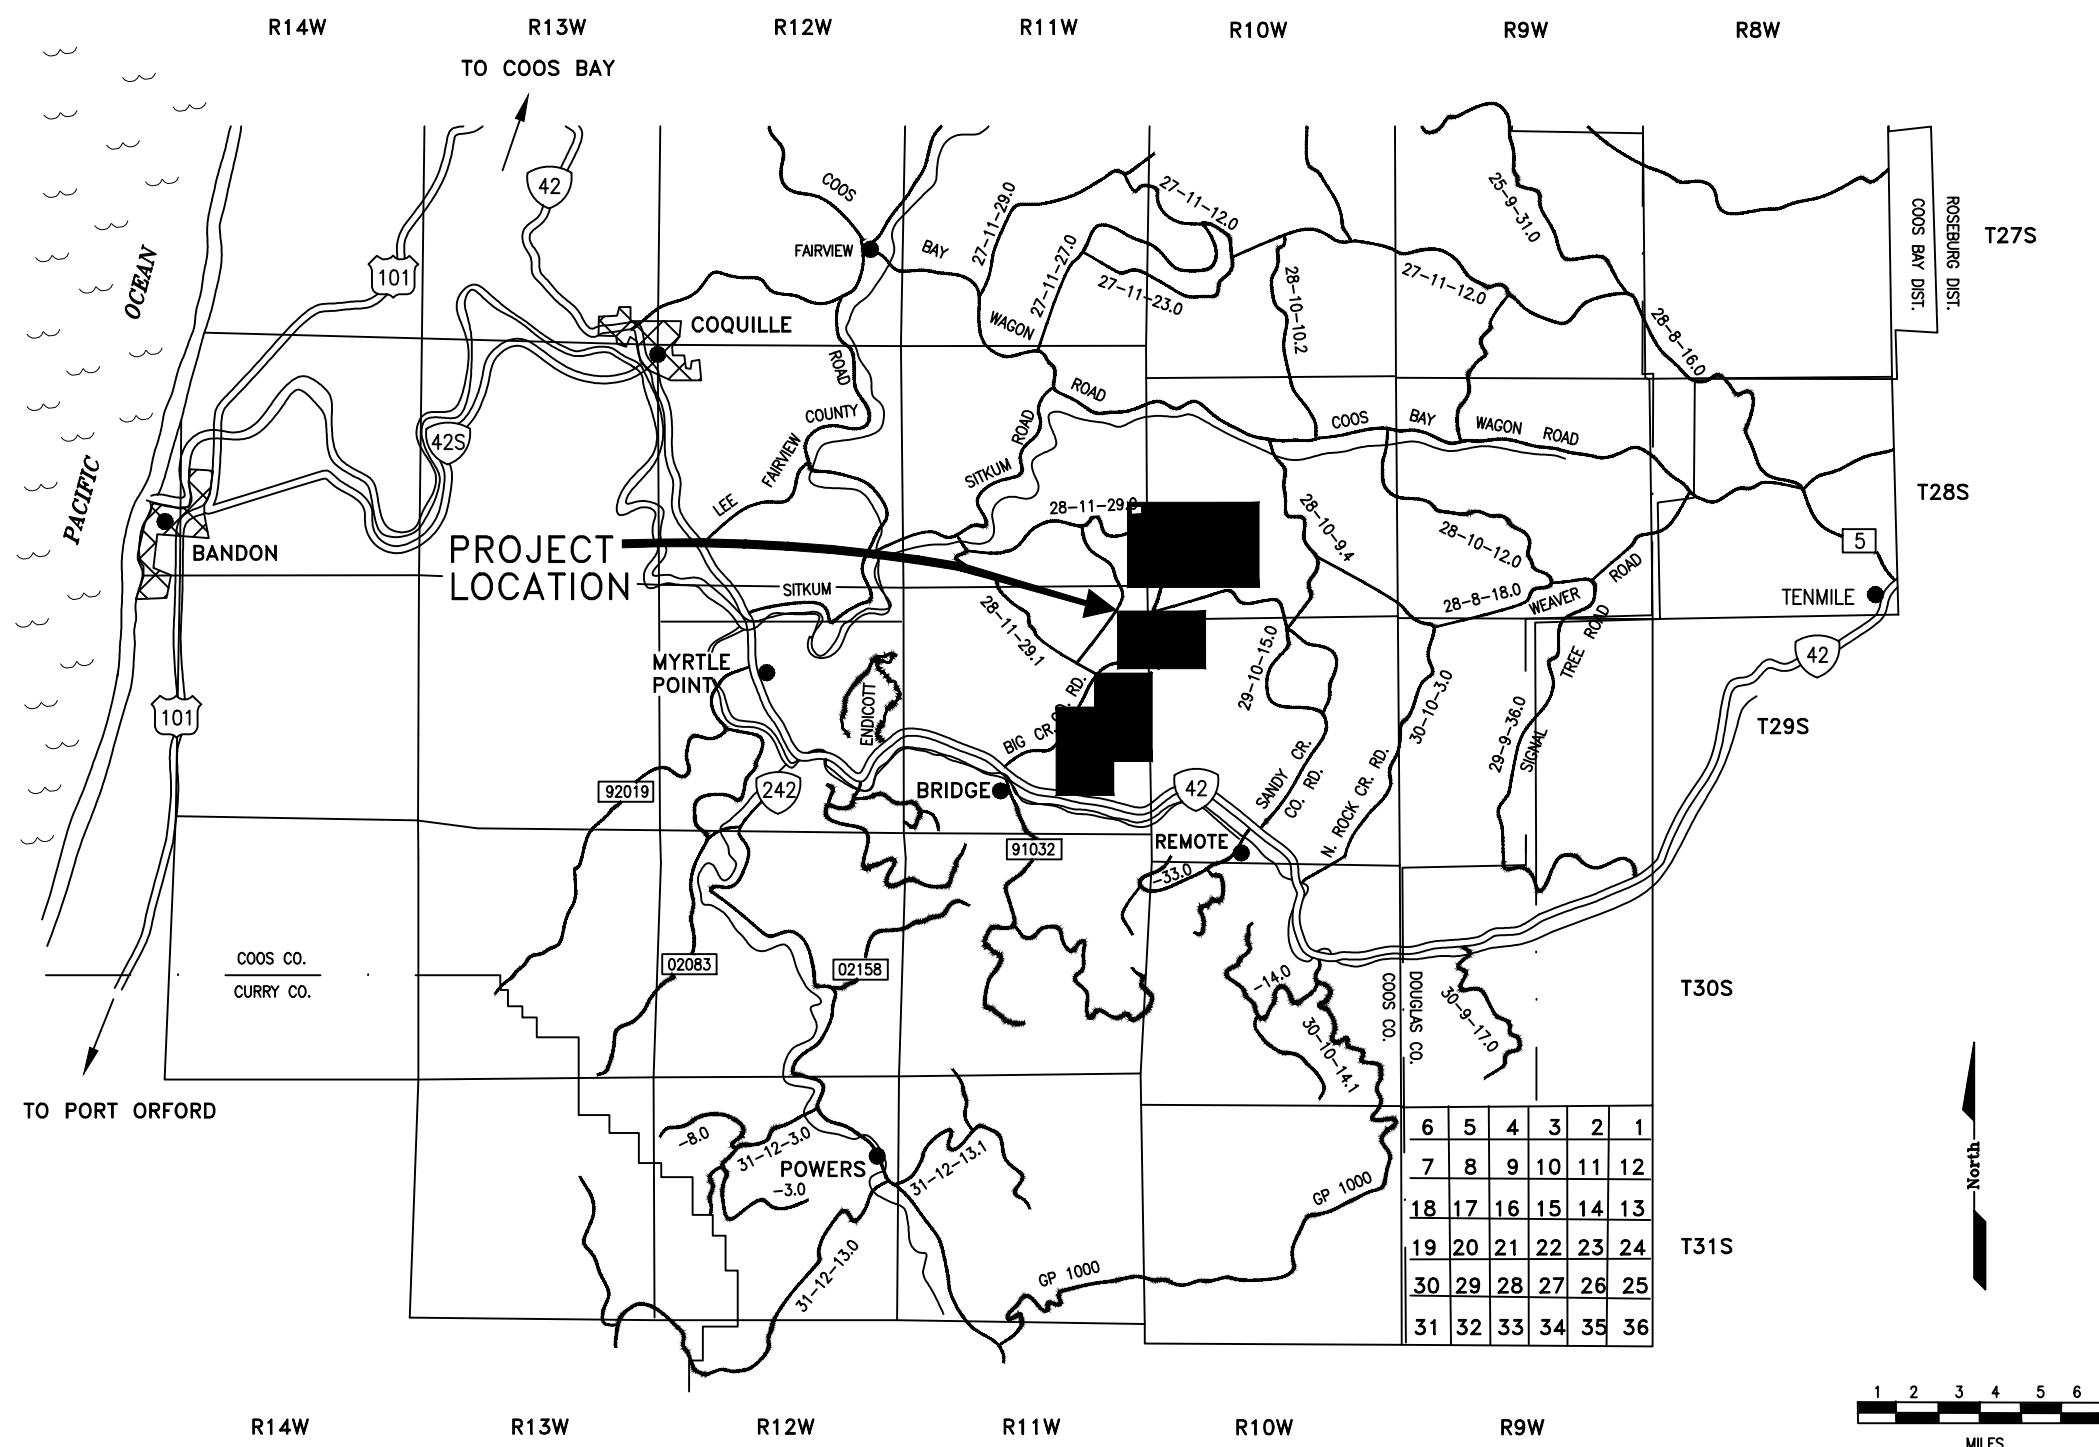 R14W
R13W
R12W
R11W
R10W
R9W
R8W
TO COOS BAY
42
COOS
FAIRVIEW
BAY
27-11-29.0
27-11-12.0
25-9-31.0
COOS BAY DIST.
ROSEBURG DIST.
T27S
PACIFIC OCEAN
101
27-11-27.0
27-11-23.0
28-10-10.2
27-11-12.0
WAGON
28-8-16.0
COQUILLE
ROAD
ROAD
42S
LEE
FAIRVIEW
COUNTY
SITKUM
ROAD
COOS
BAY
WAGON
ROAD
T28S
28-11-29.9
28-10-9.4
28-10-12.0
5
BANDON
PROJECT
LOCATION
SITKUM
28-11-29.1
28-8-18.0
WEAVER
ROAD
TENMILE
MYRTLE
POINT
ENDICOTT
29-10-15.0
TREE
ROAD
42
101
BIG CR.
RD.
30-10-3.0
29-9-36.0
SIGNAL
T29S
92019
242
BRIDGE
42
SANDY CR.
CO. RD.
N. ROCK CR. RD.
91032
REMOTE
-33.0
COOS CO.
CURRY CO.
02083
02158
-14.0
COOS CO.
DOUGLAS CO.
30-9-17.0
T30S
30-10-14.1
TO PORT ORFORD
-8.0
31-12-3.0
POWERS
-3.0
31-12-13.1
GP 1000
31-12-13.0
GP 1000
6 5 4 3 2 1
7 8 9 10 11 12
18 17 16 15 14 13
19 20 21 22 23 24
30 29 28 27 26 25
31 32 33 34 35 36
North
T31S
1 2 3 4 5 6
MILES
R14W
R13W
R12W
R11W
R10W
R9W